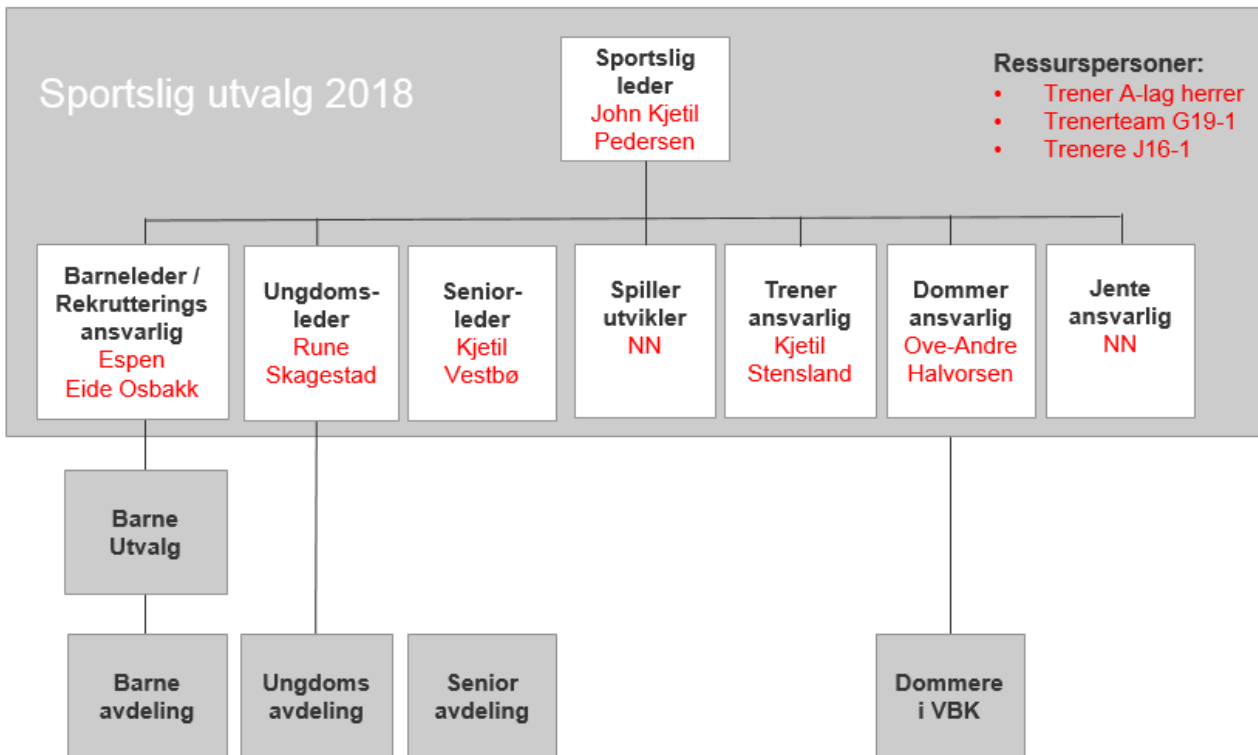 Sportslig utvalg 2018
Sportslig
leder
John Kjetil
Pedersen
Ressurspersoner:
• Trener A-lag herrer
• Trenerteam G19-1
• Trenere J16-1
Barneleder /
Rekrutterings
ansvarlig
Espen
Eide Osbakk
Ungdoms-
leder
Rune
Skagestad
Senior-
leder
Kjetil
Vestbø
Spiller
utvikler
NN
Trener
ansvarlig
Kjetil
Stensland
Dommer
ansvarlig
Ove-Andre
Halvorsen
Jente
ansvarlig
NN
Barne
Utvalg
Barne
avdeling
Ungdoms
avdeling
Senior
avdeling
Dommere
i VBK